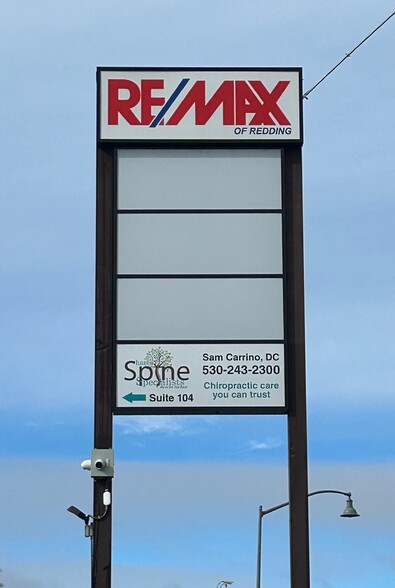 RE/MAX
OF REDDING
Spine
Specialists
Suite 104
Sam Carrino, DC
530-243-2300
Chiropractic care
you can trust